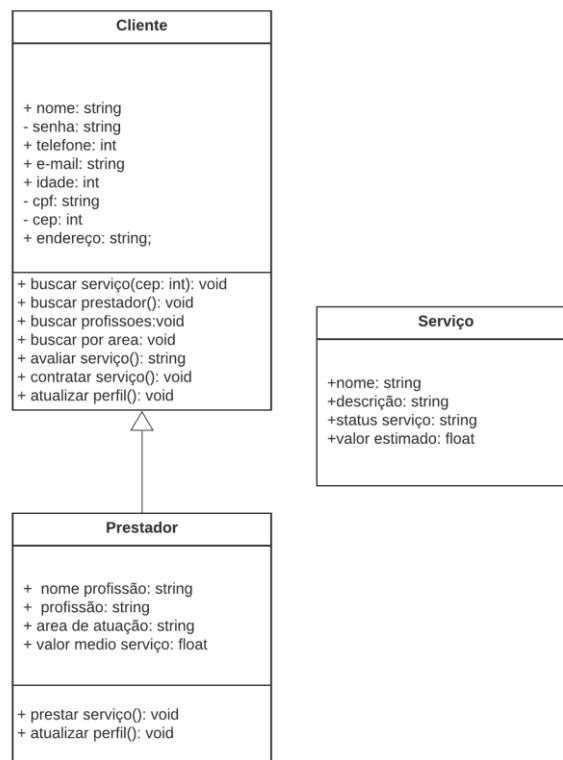 Cliente
+ nome: string
- senha: string
+ telefone: int
+ e-mail: string
+ idade: int
- cpf: string
- cep: int
+ endereço: string;
+ buscar serviço(cep: int): void
+ buscar prestador(): void
+ buscar profissoes:void
+ buscar por area: void
+ avaliar serviço(): string
+ contratar serviço(): void
+ atualizar perfil(): void
Serviço
+nome: string
+descrição: string
+status serviço: string
+valor estimado: float
Prestador
+ nome profissão: string
+ profissão: string
+ area de atuação: string
+ valor medio serviço: float
+ prestar serviço(): void
+ atualizar perfil(): void